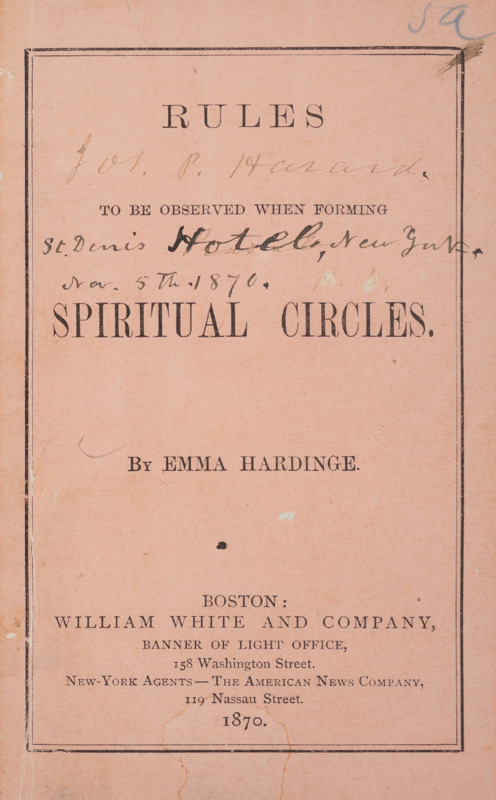 5a
RULES
Jos. P. Hazard.
TO BE OBSERVED WHEN FORMING
St. Denis Hotel, New York.
Nov. 5th. 1870.
SPIRITUAL CIRCLES.
BY EMMA HARDINGE.
BOSTON:
WILLIAM WHITE AND COMPANY,
BANNER OF LIGHT OFFICE,
158 Washington Street.
NEW-YORK AGENTS—THE AMERICAN NEWS COMPANY,
119 Nassau Street.
1870.